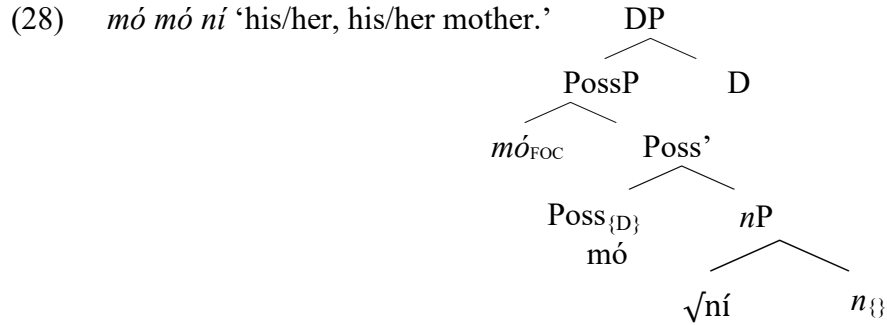 (28) mó mó ní ‘his/her, his/her mother.’ DP
PossP D
móFOC Poss’
Poss{D} nP
mó
√ní n{}